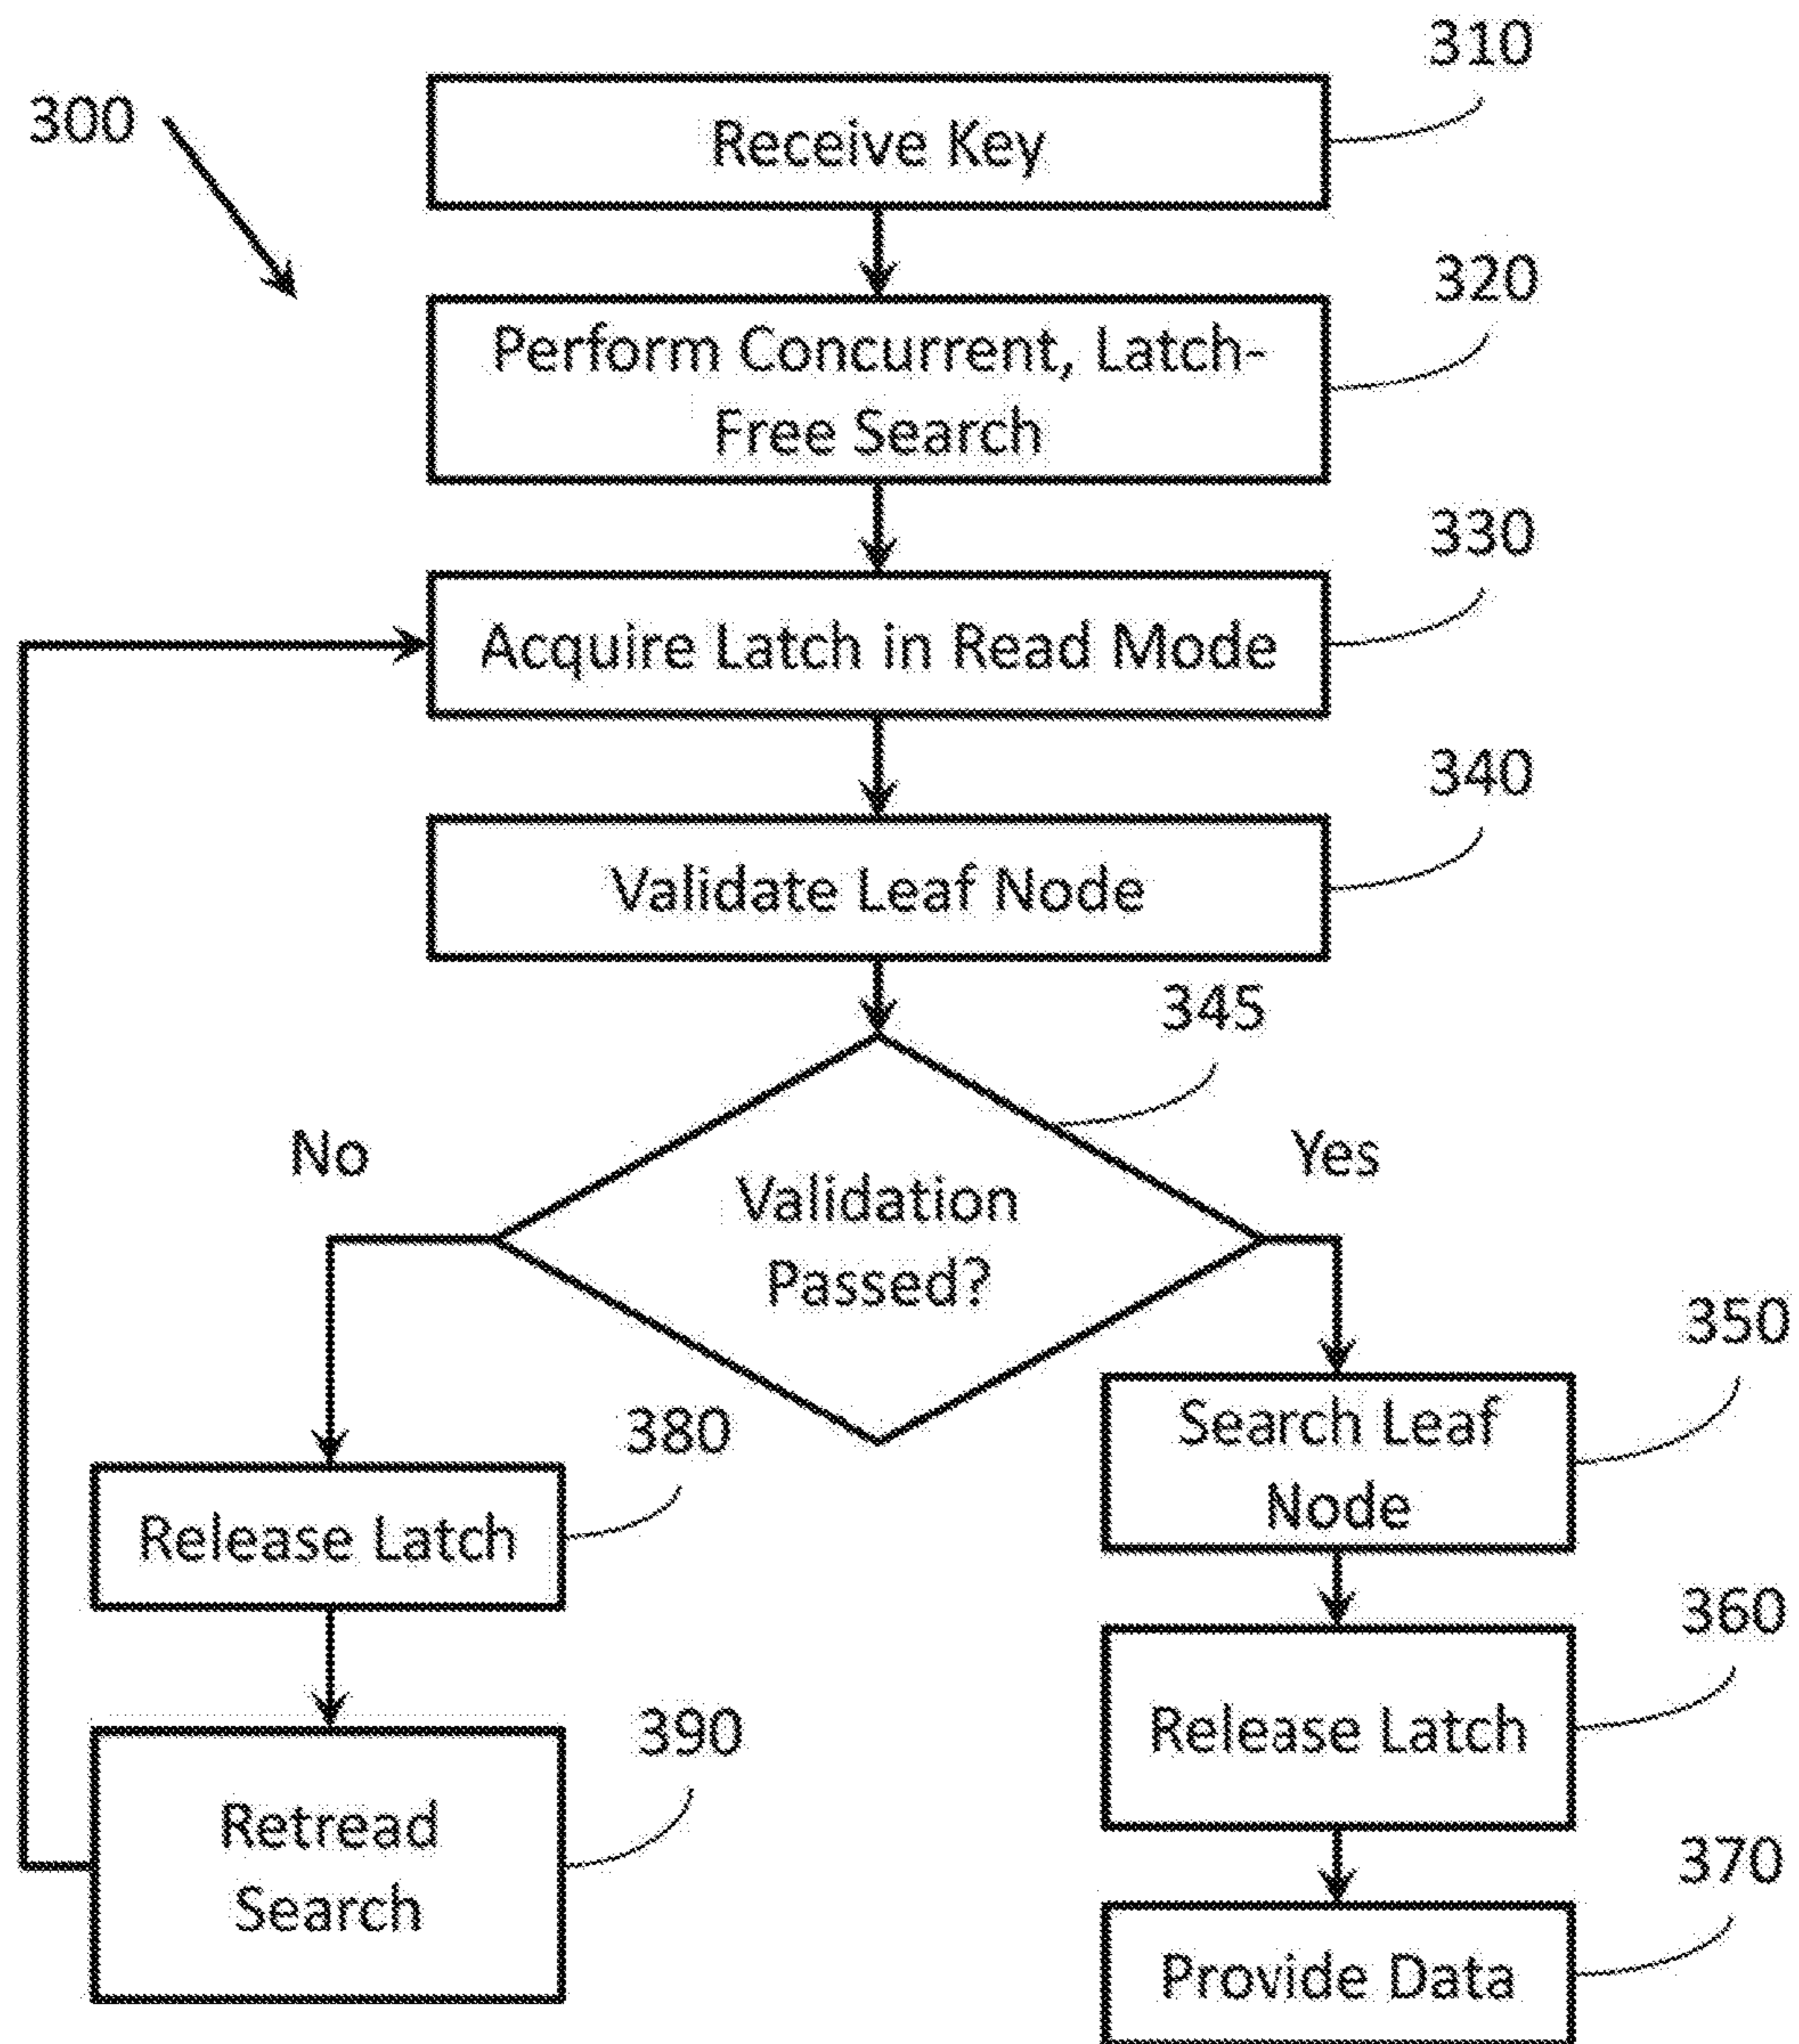 310
300
Receive Key
320
Perform Concurrent, Latch-
Free Search
330
Acquire Latch in Read Mode
340
Validate Leaf Node
345
No
Yes
Validation
Passed?
350
Search Leaf
Node
380
Release Latch
360
Release Latch
390
Retread
Search
370
Provide Data